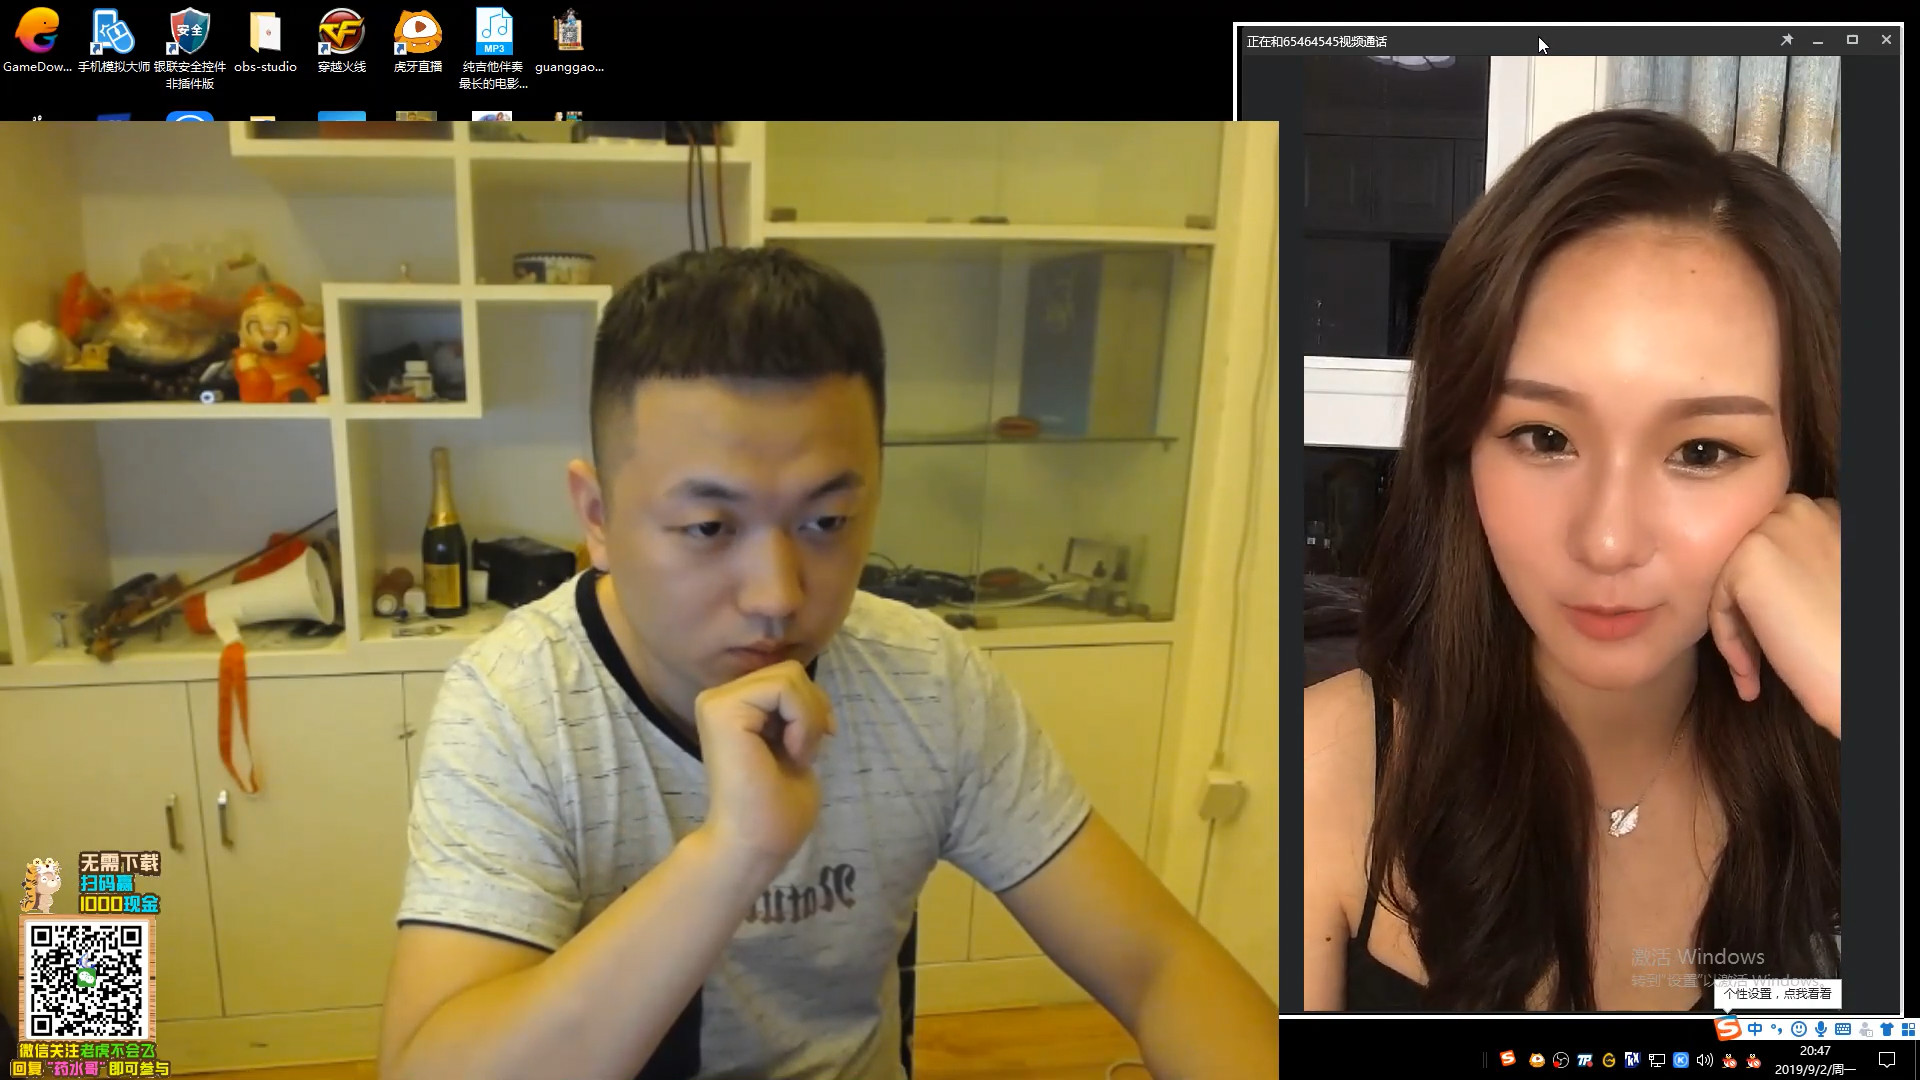 正在和65464545视频通话
GameDow...
手机模拟大师
银联安全控件
非插件版
obs-studio
穿越火线
虎牙直播
纯吉他伴奏
最长的电影...
guanggao...
安全
CF
MP3
无需下载
扫码赢
1000现金
微信关注老虎不会飞
回复"药水哥"即可参与
激活 Windows
转到"设置"以激活 Windows。
个性设置，点我看看
中
20:47
2019/9/2/周一